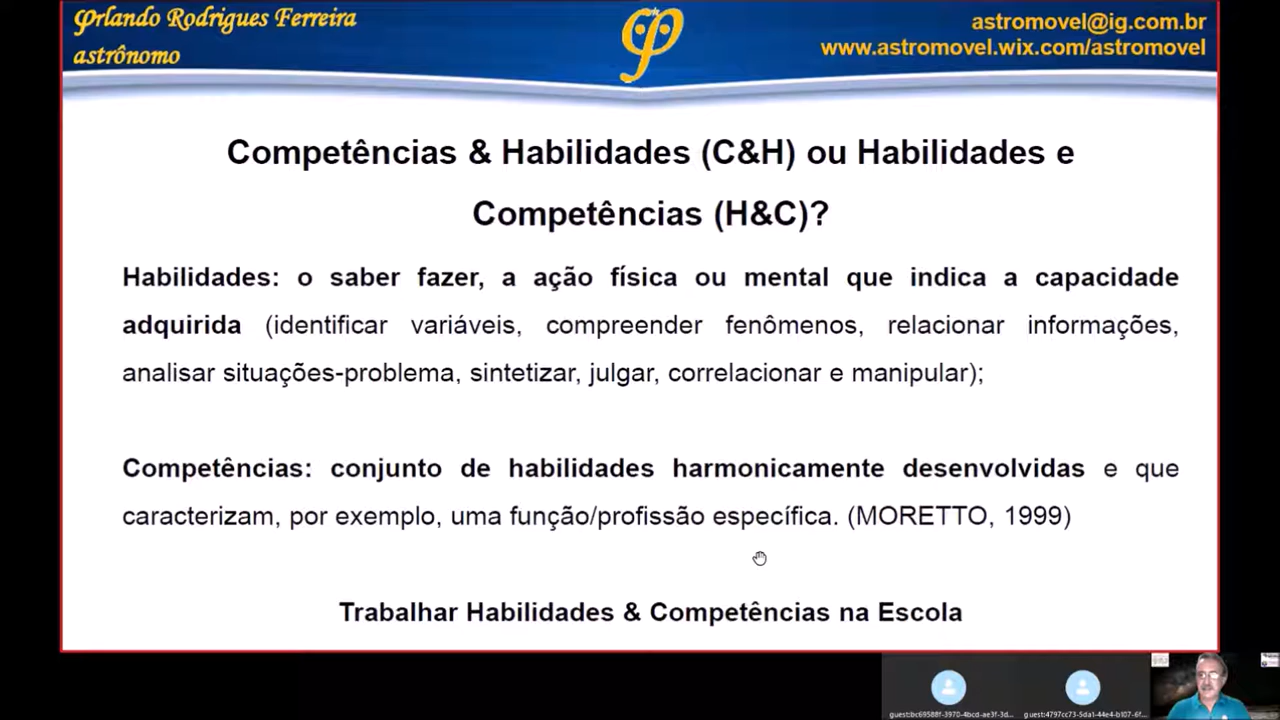 Orlando Rodrigues Ferreira
astrônomo
astromovel@ig.com.br
www.astromovel.wix.com/astromovel
Competências & Habilidades (C&H) ou Habilidades e
Competências (H&C)?
Habilidades: o saber fazer, a ação física ou mental que indica a capacidade
adquirida (identificar variáveis, compreender fenômenos, relacionar informações,
analisar situações-problema, sintetizar, julgar, correlacionar e manipular);
Competências: conjunto de habilidades harmonicamente desenvolvidas e que
caracterizam, por exemplo, uma função/profissão específica. (MORETTO, 1999)
Trabalhar Habilidades & Competências na Escola